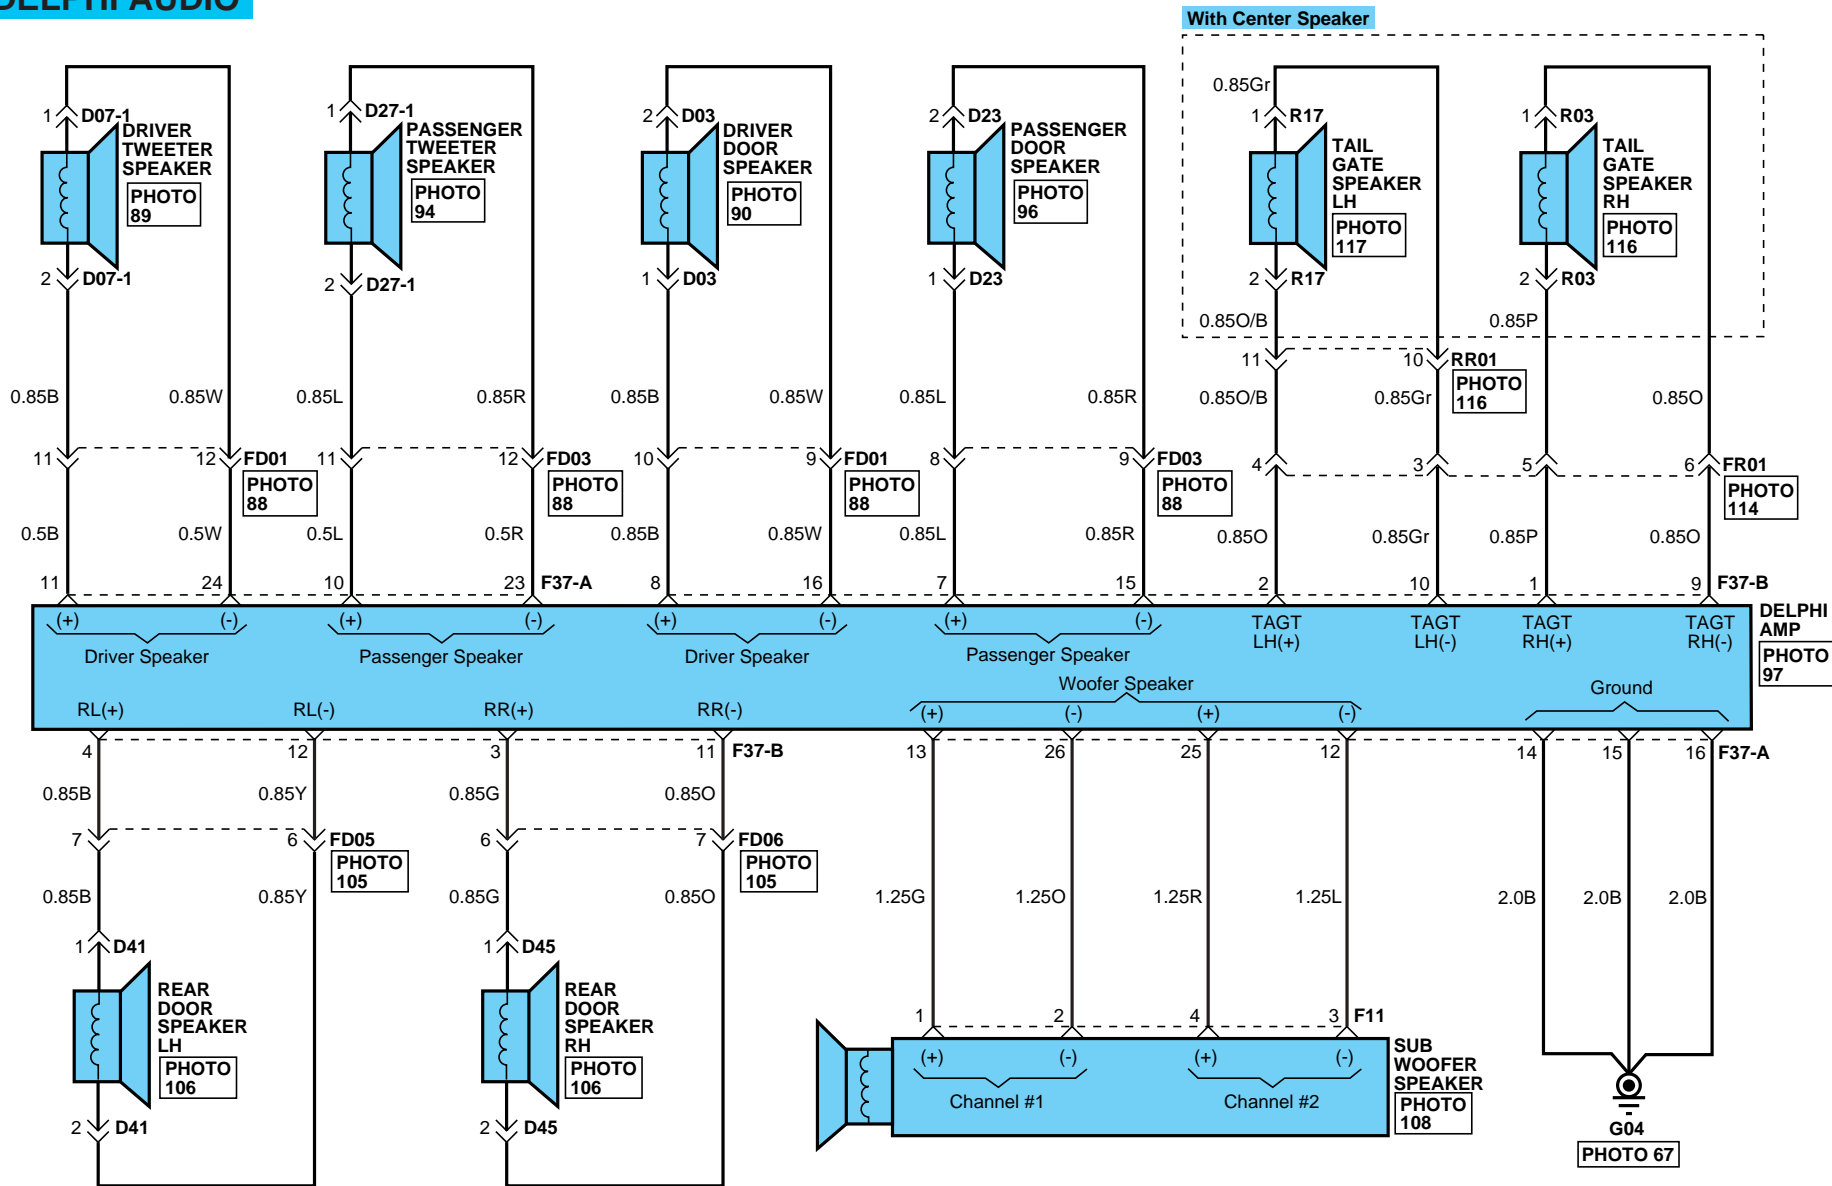 DELPHI AUDIO
With Center Speaker
1 D07-1
DRIVER
TWEETER
SPEAKER
PHOTO
89
2 D07-1
1 D27-1
PASSENGER
TWEETER
SPEAKER
PHOTO
94
2 D27-1
2 D03
DRIVER
DOOR
SPEAKER
PHOTO
90
1 D03
2 D23
PASSENGER
DOOR
SPEAKER
PHOTO
96
1 D23
0.85Gr
1 R17
TAIL
GATE
SPEAKER
LH
PHOTO
117
2 R17
1 R03
TAIL
GATE
SPEAKER
RH
PHOTO
116
2 R03
0.85O/B 0.85P
11 10 RR01
PHOTO
116
0.85B 0.85W 0.85L 0.85R 0.85B 0.85W 0.85L 0.85R 0.85O/B 0.85Gr 0.85O
11 12 FD01
PHOTO
88
11 12 FD03
PHOTO
88
10 9 FD01
PHOTO
88
8 9 FD03
PHOTO
88
4 3 5 6 FR01
PHOTO
114
0.5B 0.5W 0.5L 0.5R 0.85B 0.85W 0.85L 0.85R 0.85O 0.85Gr 0.85P 0.85O
11 24 10 23 F37-A 8 16 7 15 2 10 1 9 F37-B
(+) (-) (+) (-) (+) (-) (+) (-)
Driver Speaker Passenger Speaker Driver Speaker Passenger Speaker
TAGT
LH(+)
TAGT
LH(-)
TAGT
RH(+)
TAGT
RH(-)
DELPHI
AMP
PHOTO
97
Woofer Speaker
Ground
RL(+) RL(-) RR(+) RR(-) (+) (-) (+) (-)
4 12 3 11 F37-B 13 26 25 12 14 15 16 F37-A
0.85B 0.85Y 0.85G 0.85O
7 6 FD05
PHOTO
105
6 7 FD06
PHOTO
105
0.85B 0.85Y 0.85G 0.85O 1.25G 1.25O 1.25R 1.25L 2.0B 2.0B 2.0B
1 D41
REAR
DOOR
SPEAKER
LH
PHOTO
106
2 D41
1 D45
REAR
DOOR
SPEAKER
RH
PHOTO
106
2 D45
1 2 4 3 F11
(+) (-) (+) (-)
Channel #1 Channel #2
SUB
WOOFER
SPEAKER
PHOTO
108
G04
PHOTO 67